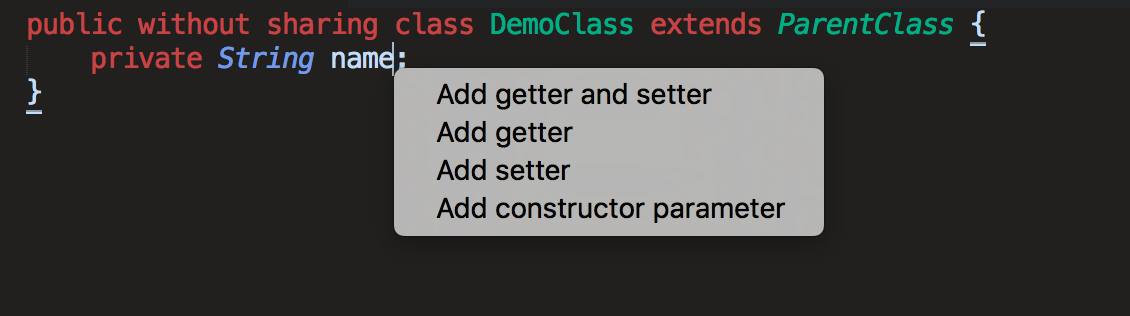 public without sharing class DemoClass extends ParentClass {
private String name;
}
Add getter and setter
Add getter
Add setter
Add constructor parameter